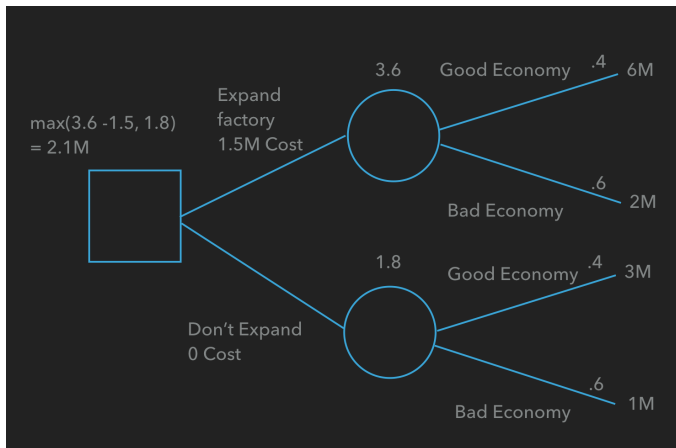 3.6
Good Economy
.4
6M
Expand
factory
1.5M Cost
max(3.6 -1.5, 1.8)
= 2.1M
.6
2M
Bad Economy
1.8
Good Economy
.4
3M
Don’t Expand
0 Cost
.6
1M
Bad Economy